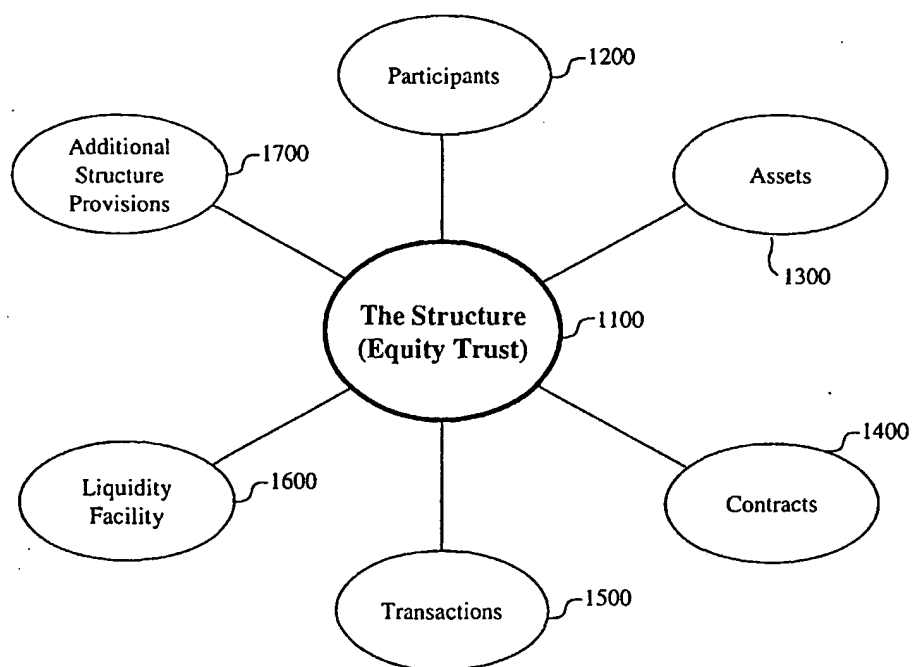 Participants
1200
Additional
Structure
Provisions
1700
Assets
1300
The Structure
(Equity Trust)
1100
1400
Contracts
Liquidity
Facility
1600
Transactions
1500